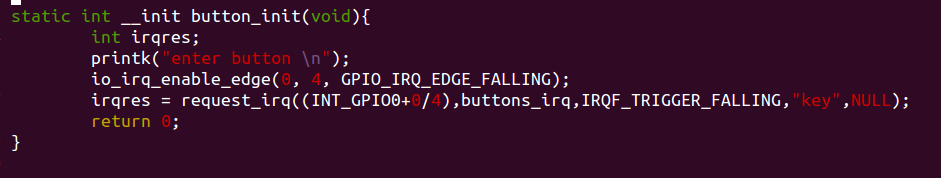 static int __init button_init(void){
        int irqres;
        printk("enter button \n");
        io_irq_enable_edge(0, 4, GPIO_IRQ_EDGE_FALLING);
        irqres = request_irq((INT_GPIO0+0/4),buttons_irq,IRQF_TRIGGER_FALLING,"key",NULL);
        return 0;
}